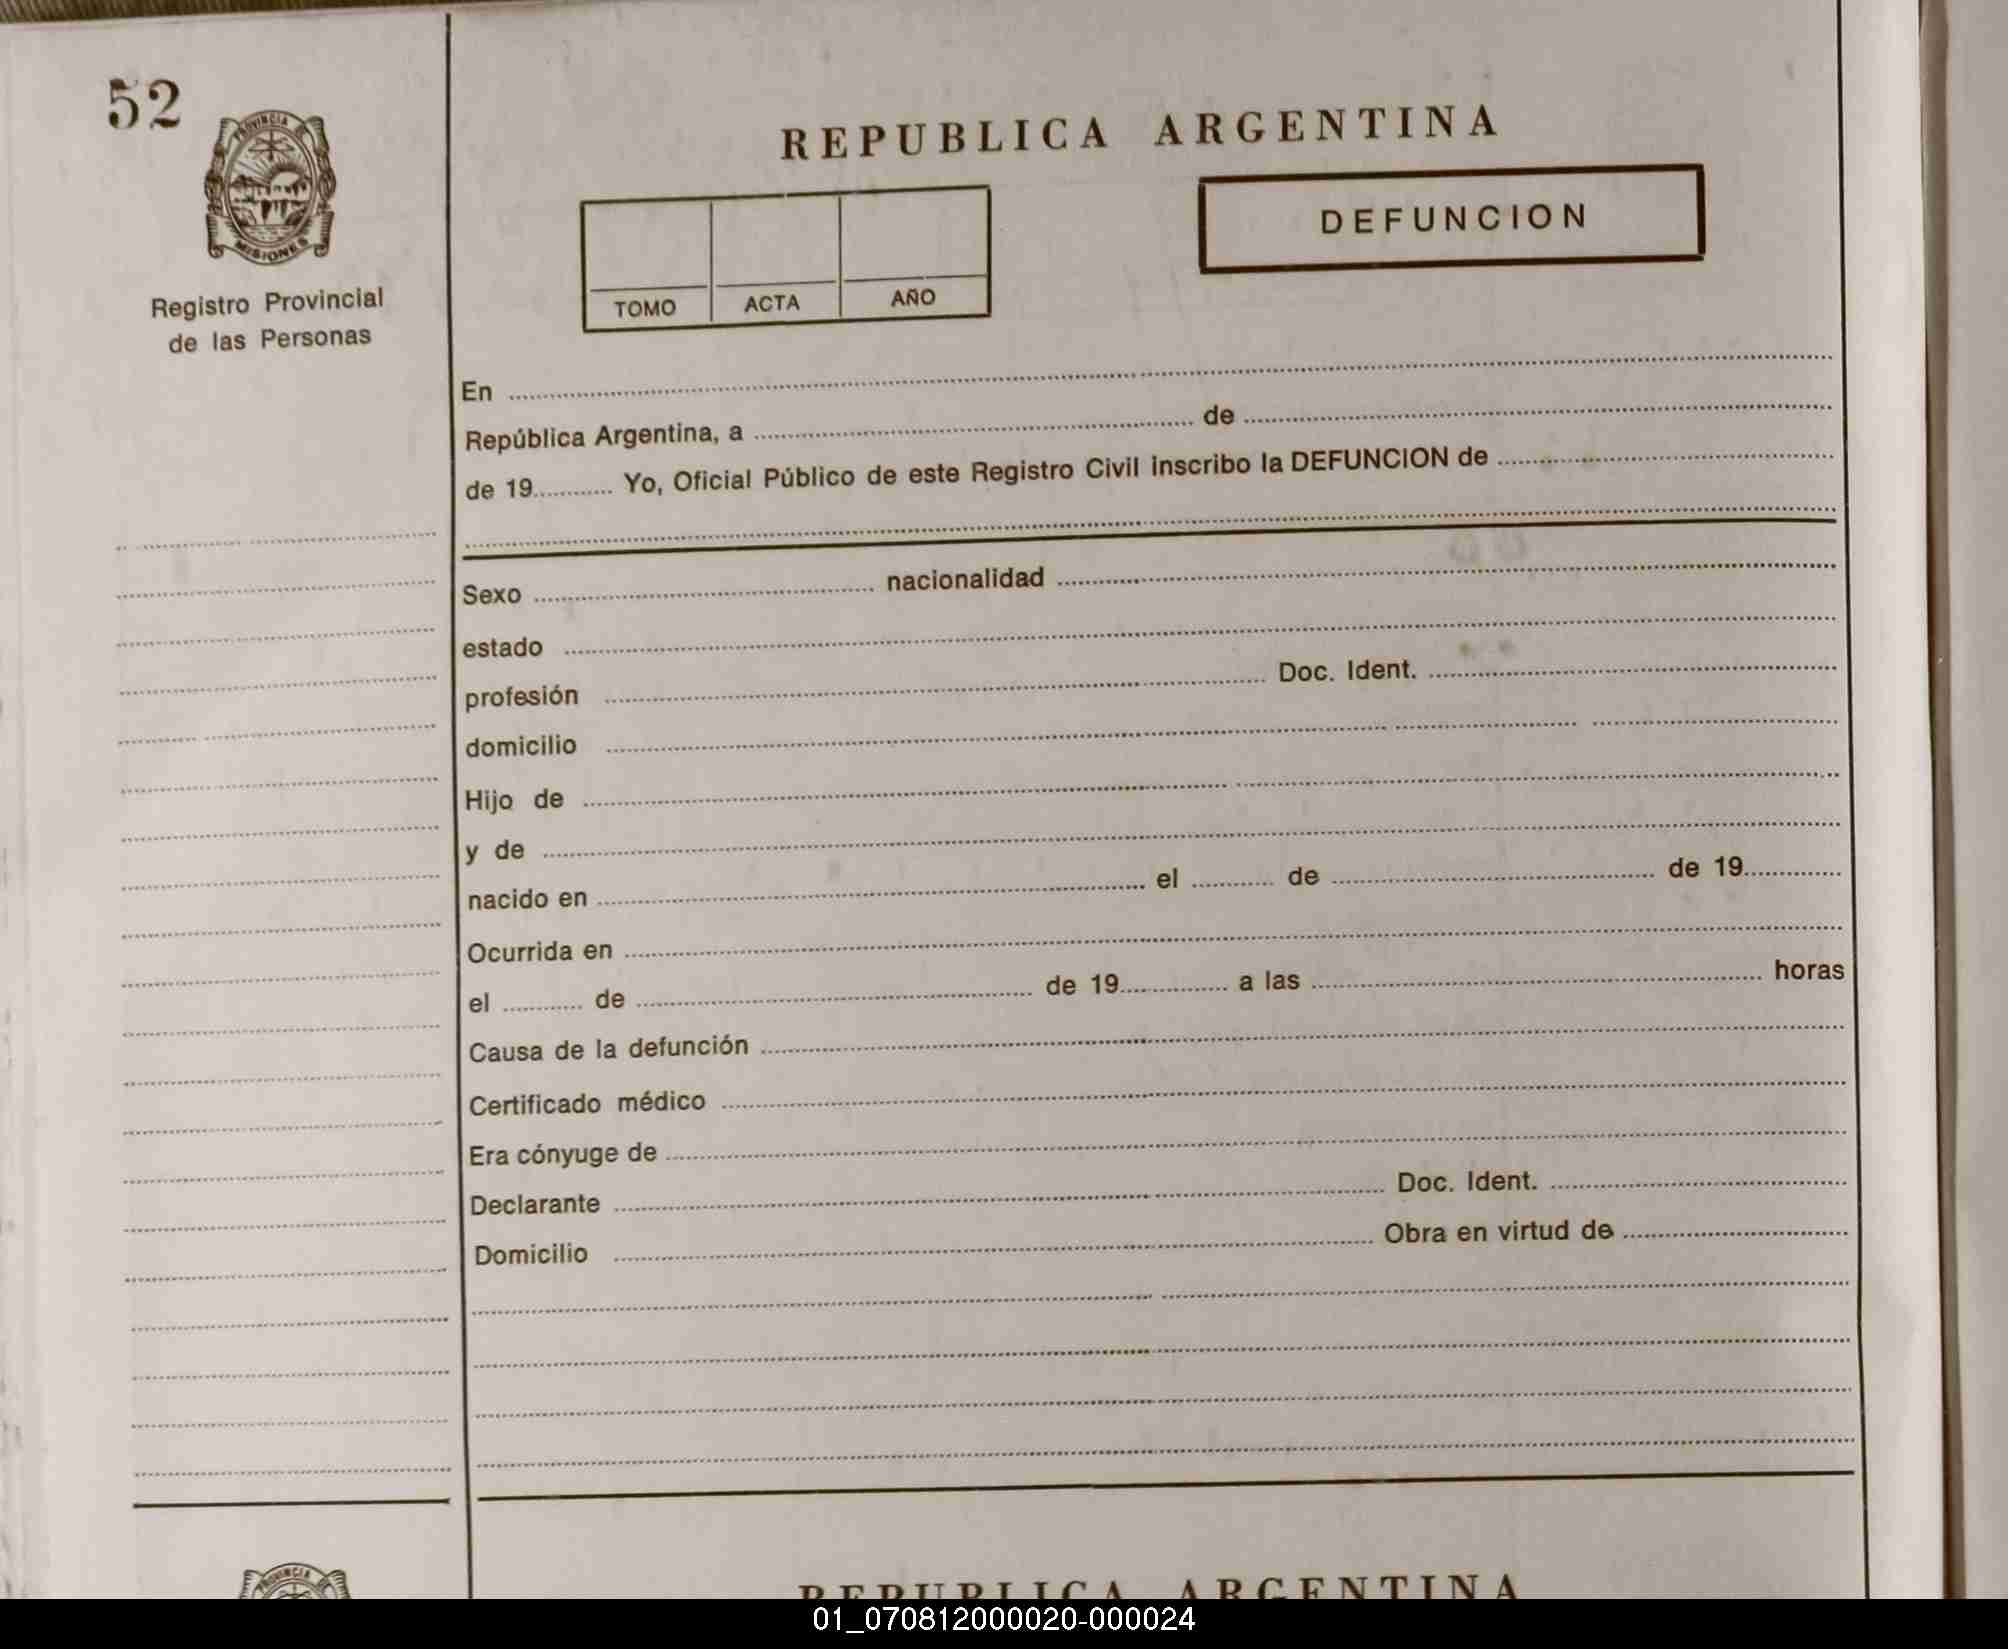 52
PROVINCIA DE
MISIONES
Registro Provincial
de las Personas
REPUBLICA ARGENTINA
DEFUNCION
TOMO ACTA AÑO
En
República Argentina, a de
de 19 Yo, Oficial Público de este Registro Civil inscribo la DEFUNCION de
Sexo nacionalidad
estado
profesión Doc. Ident.
domicilio
Hijo de
y de
nacido en el de de 19
Ocurrida en
el de de 19 a las horas
Causa de la defunción
Certificado médico
Era cónyuge de
Declarante Doc. Ident.
Domicilio Obra en virtud de
PROVINCIA DE
REPUBLICA ARGENTINA
01_070812000020-000024